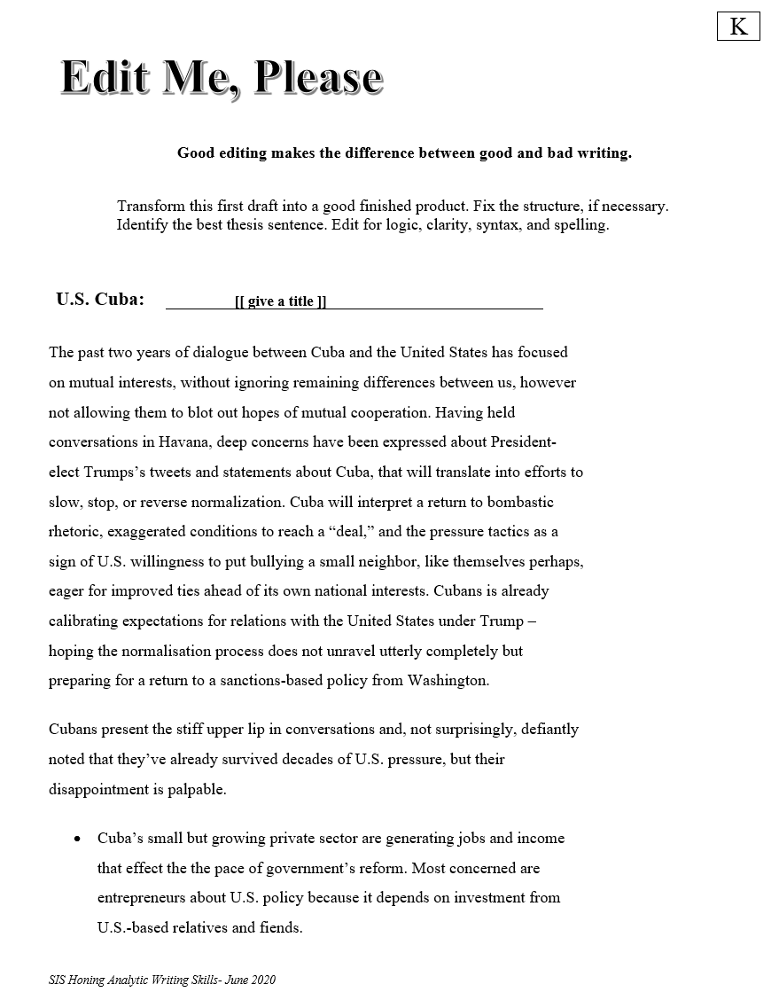 K
Edit Me, Please
Good editing makes the difference between good and bad writing.
Transform this first draft into a good finished product. Fix the structure, if necessary.
Identify the best thesis sentence. Edit for logic, clarity, syntax, and spelling.
U.S. Cuba: [[ give a title ]]
The past two years of dialogue between Cuba and the United States has focused
on mutual interests, without ignoring remaining differences between us, however
not allowing them to blot out hopes of mutual cooperation. Having held
conversations in Havana, deep concerns have been expressed about President-
elect Trumps’s tweets and statements about Cuba, that will translate into efforts to
slow, stop, or reverse normalization. Cuba will interpret a return to bombastic
rhetoric, exaggerated conditions to reach a “deal,” and the pressure tactics as a
sign of U.S. willingness to put bullying a small neighbor, like themselves perhaps,
eager for improved ties ahead of its own national interests. Cubans is already
calibrating expectations for relations with the United States under Trump –
hoping the normalisation process does not unravel utterly completely but
preparing for a return to a sanctions-based policy from Washington.
Cubans present the stiff upper lip in conversations and, not surprisingly, defiantly
noted that they’ve already survived decades of U.S. pressure, but their
disappointment is palpable.
• Cuba’s small but growing private sector are generating jobs and income
that effect the the pace of government’s reform. Most concerned are
entrepreneurs about U.S. policy because it depends on investment from
U.S.-based relatives and fiends.
SIS Honing Analytic Writing Skills- June 2020